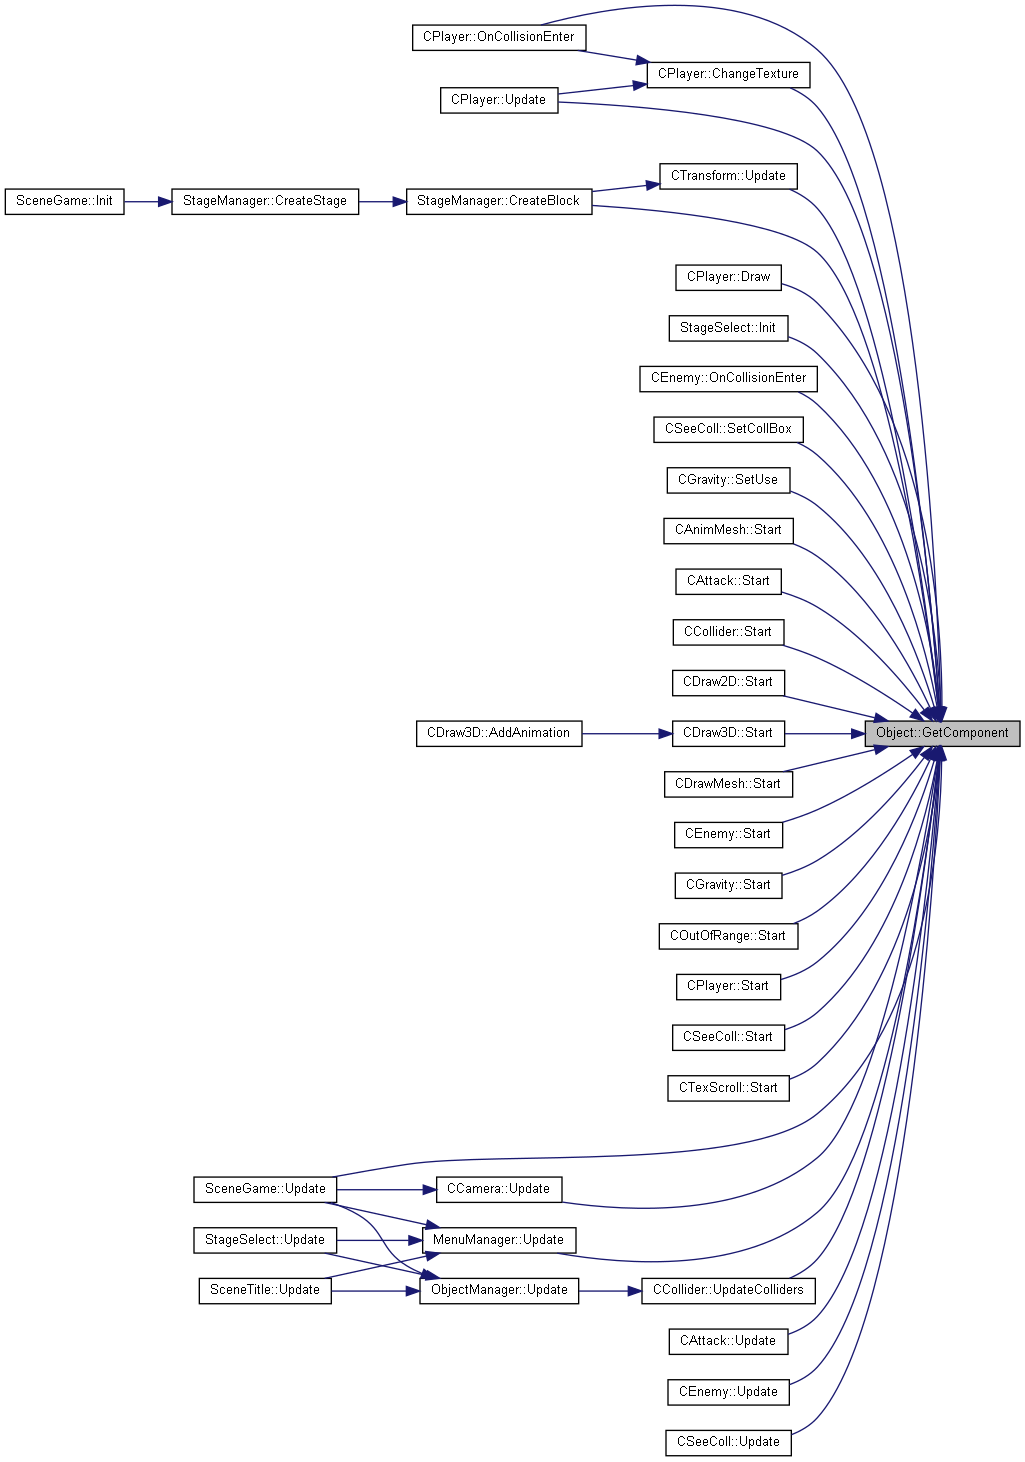 CPlayer::OnCollisionEnter
CPlayer::ChangeTexture
CPlayer::Update
CTransform::Update
SceneGame::Init
StageManager::CreateStage
StageManager::CreateBlock
CPlayer::Draw
StageSelect::Init
CEnemy::OnCollisionEnter
CSeeColl::SetCollBox
CGravity::SetUse
CAnimMesh::Start
CAttack::Start
CCollider::Start
CDraw2D::Start
CDraw3D::AddAnimation
CDraw3D::Start
Object::GetComponent
CDrawMesh::Start
CEnemy::Start
CGravity::Start
COutOfRange::Start
CPlayer::Start
CSeeColl::Start
CTexScroll::Start
SceneGame::Update
CCamera::Update
StageSelect::Update
MenuManager::Update
SceneTitle::Update
ObjectManager::Update
CCollider::UpdateColliders
CAttack::Update
CEnemy::Update
CSeeColl::Update